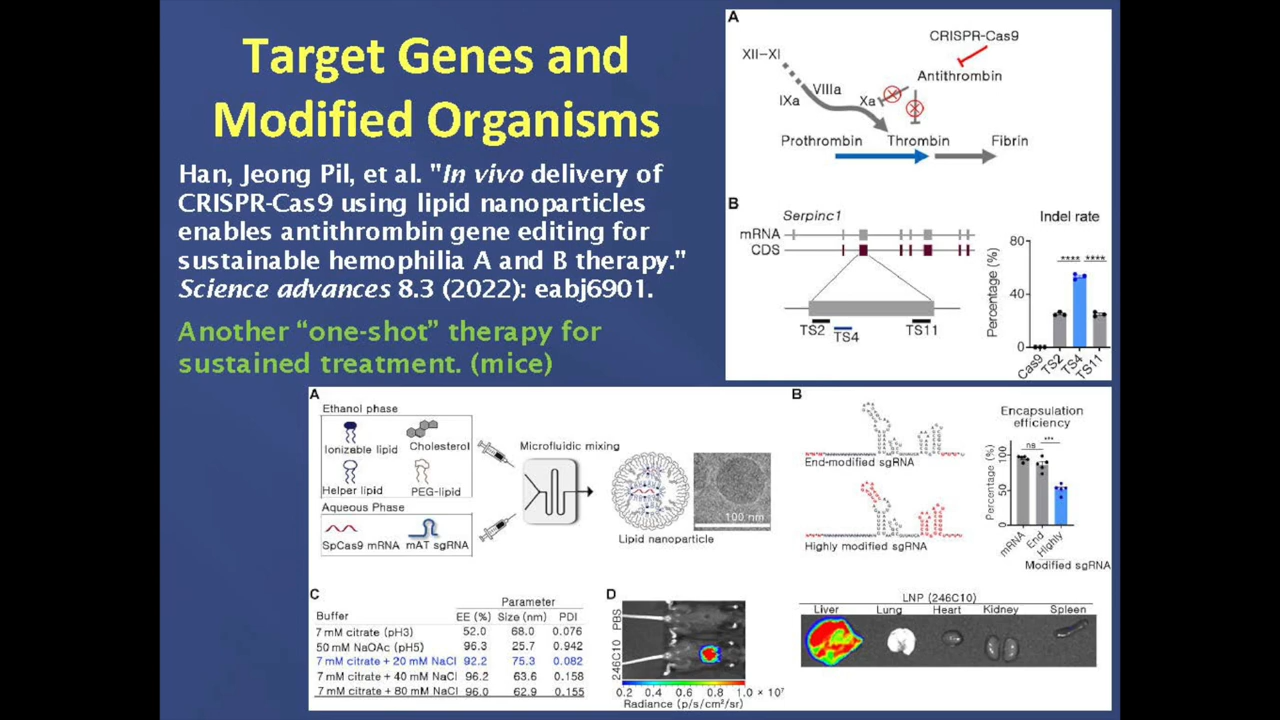 Target Genes and
Modified Organisms
Han, Jeong Pil, et al. "In vivo delivery of
CRISPR-Cas9 using lipid nanoparticles
enables antithrombin gene editing for
sustainable hemophilia A and B therapy."
Science advances 8.3 (2022): eabj6901.
Another “one-shot” therapy for
sustained treatment. (mice)
A
CRISPR-Cas9
XII–XI
Antithrombin
VIIIa
IXa
Xa
Prothrombin Thrombin Fibrin
B
Serpinc1
mRNA
CDS
TS2
TS4
TS11
Indel rate
Percentage (%)
80
40
0
**** ****
Cas9 TS2 TS4 TS11
A
Ethanol phase
Ionizable lipid Cholesterol
Helper lipid PEG-lipid
Aqueous Phase
SpCas9 mRNA mAT sgRNA
Microfluidic mixing
100 nm
Lipid nanoparticle
B
End-modified sgRNA
Highly modified sgRNA
Encapsulation
efficiency
Percentage (%)
100
50
0
ns ***
mRNA End Highly
Modified sgRNA
C
Parameter
Buffer EE (%) Size (nm) PDI
7 mM citrate (pH3) 52.0 68.0 0.076
50 mM NaOAc (pH5) 96.3 25.7 0.942
7 mM citrate + 20 mM NaCl 92.2 75.3 0.082
7 mM citrate + 40 mM NaCl 96.2 63.6 0.158
7 mM citrate + 80 mM NaCl 96.0 62.9 0.155
D
PBS
246C10
0.2 0.4 0.6 0.8 1.0 × 10⁷
Radiance (p/s/cm²/sr)
LNP (246C10)
Liver Lung Heart Kidney Spleen